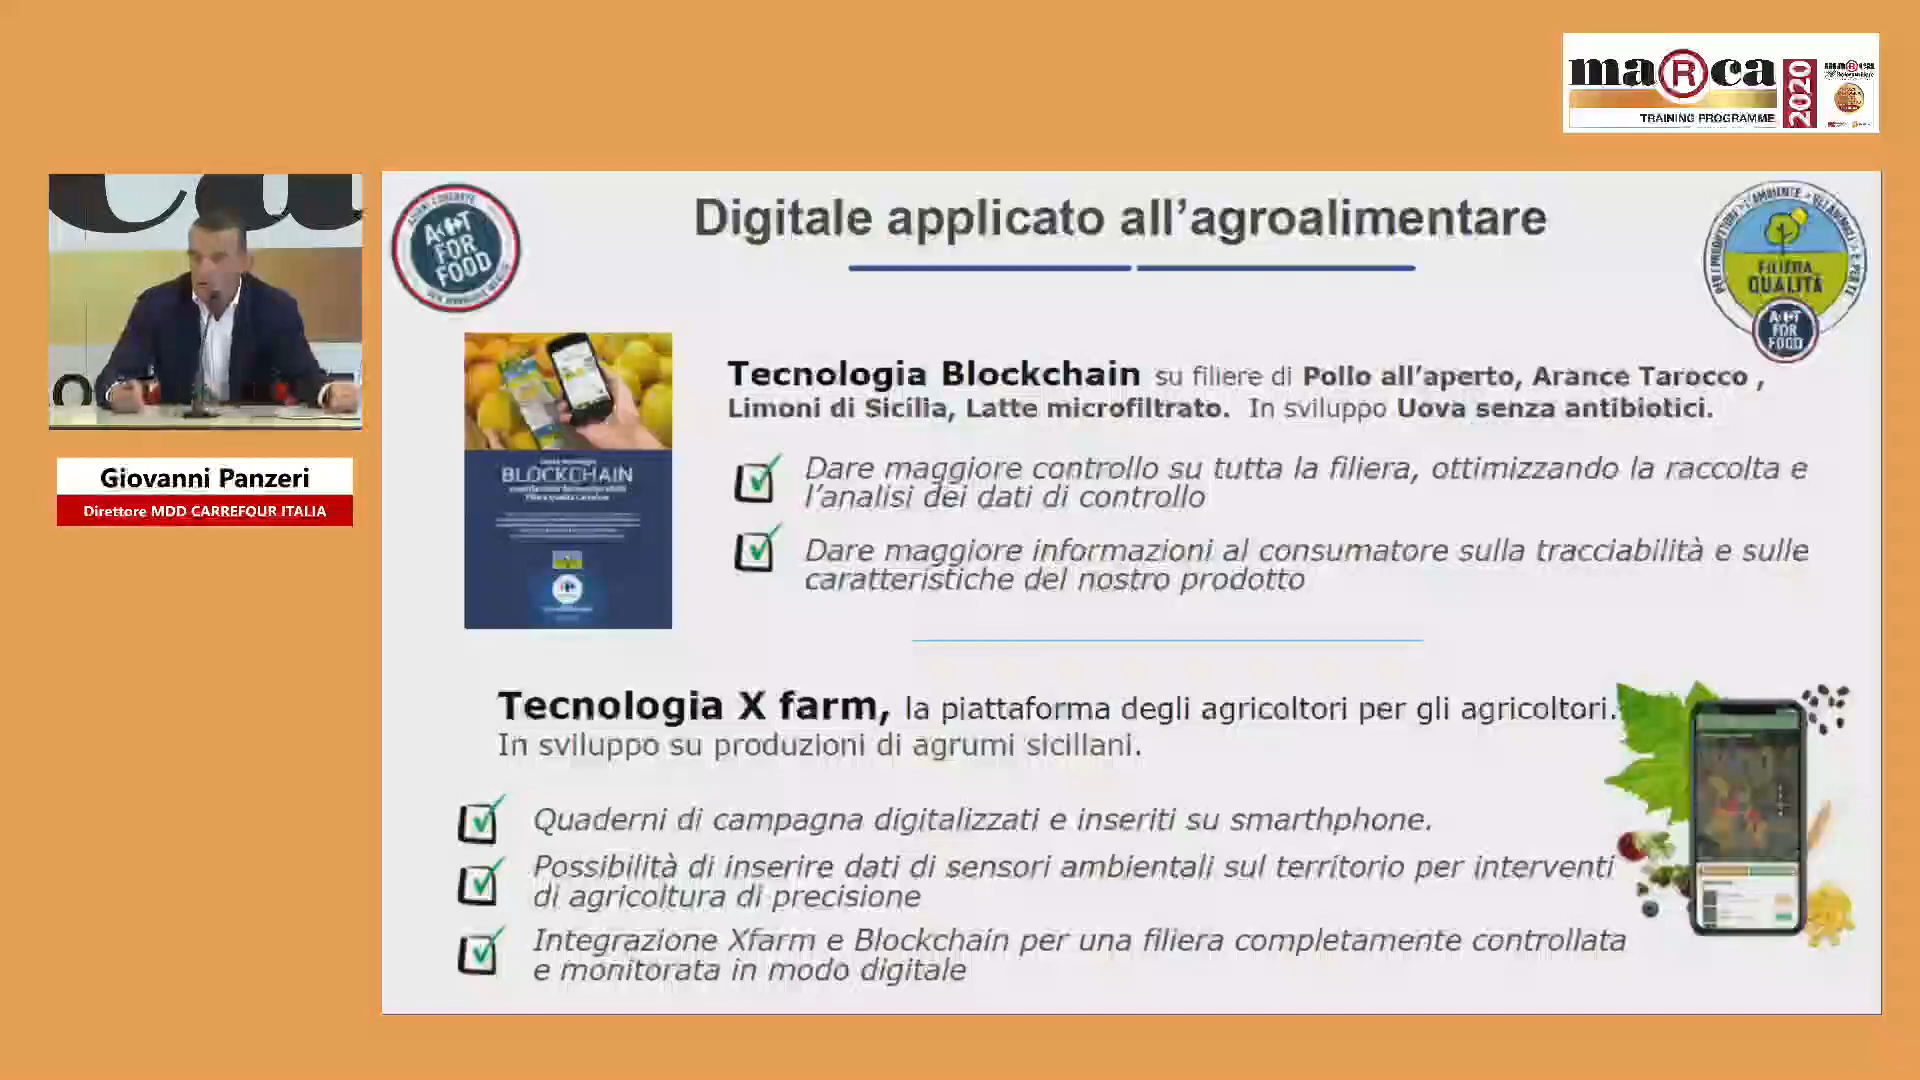 maRca
TRAINING PROGRAMME
2020
ca
Giovanni Panzeri
Direttore MDD CARREFOUR ITALIA
ACT
FOR
FOOD
Digitale applicato all’agroalimentare
FILIERA
QUALITÀ
ACT
FOR
FOOD
BLOCKCHAIN
Tecnologia Blockchain su filiere di Pollo all’aperto, Arance Tarocco ,
Limoni di Sicilia, Latte microfiltrato. In sviluppo Uova senza antibiotici.
Dare maggiore controllo su tutta la filiera, ottimizzando la raccolta e
l’analisi dei dati di controllo
Dare maggiore informazioni al consumatore sulla tracciabilità e sulle
caratteristiche del nostro prodotto
Tecnologia X farm, la piattaforma degli agricoltori per gli agricoltori.
In sviluppo su produzioni di agrumi siciliani.
Quaderni di campagna digitalizzati e inseriti su smarthphone.
Possibilità di inserire dati di sensori ambientali sul territorio per interventi
di agricoltura di precisione
Integrazione Xfarm e Blockchain per una filiera completamente controllata
e monitorata in modo digitale